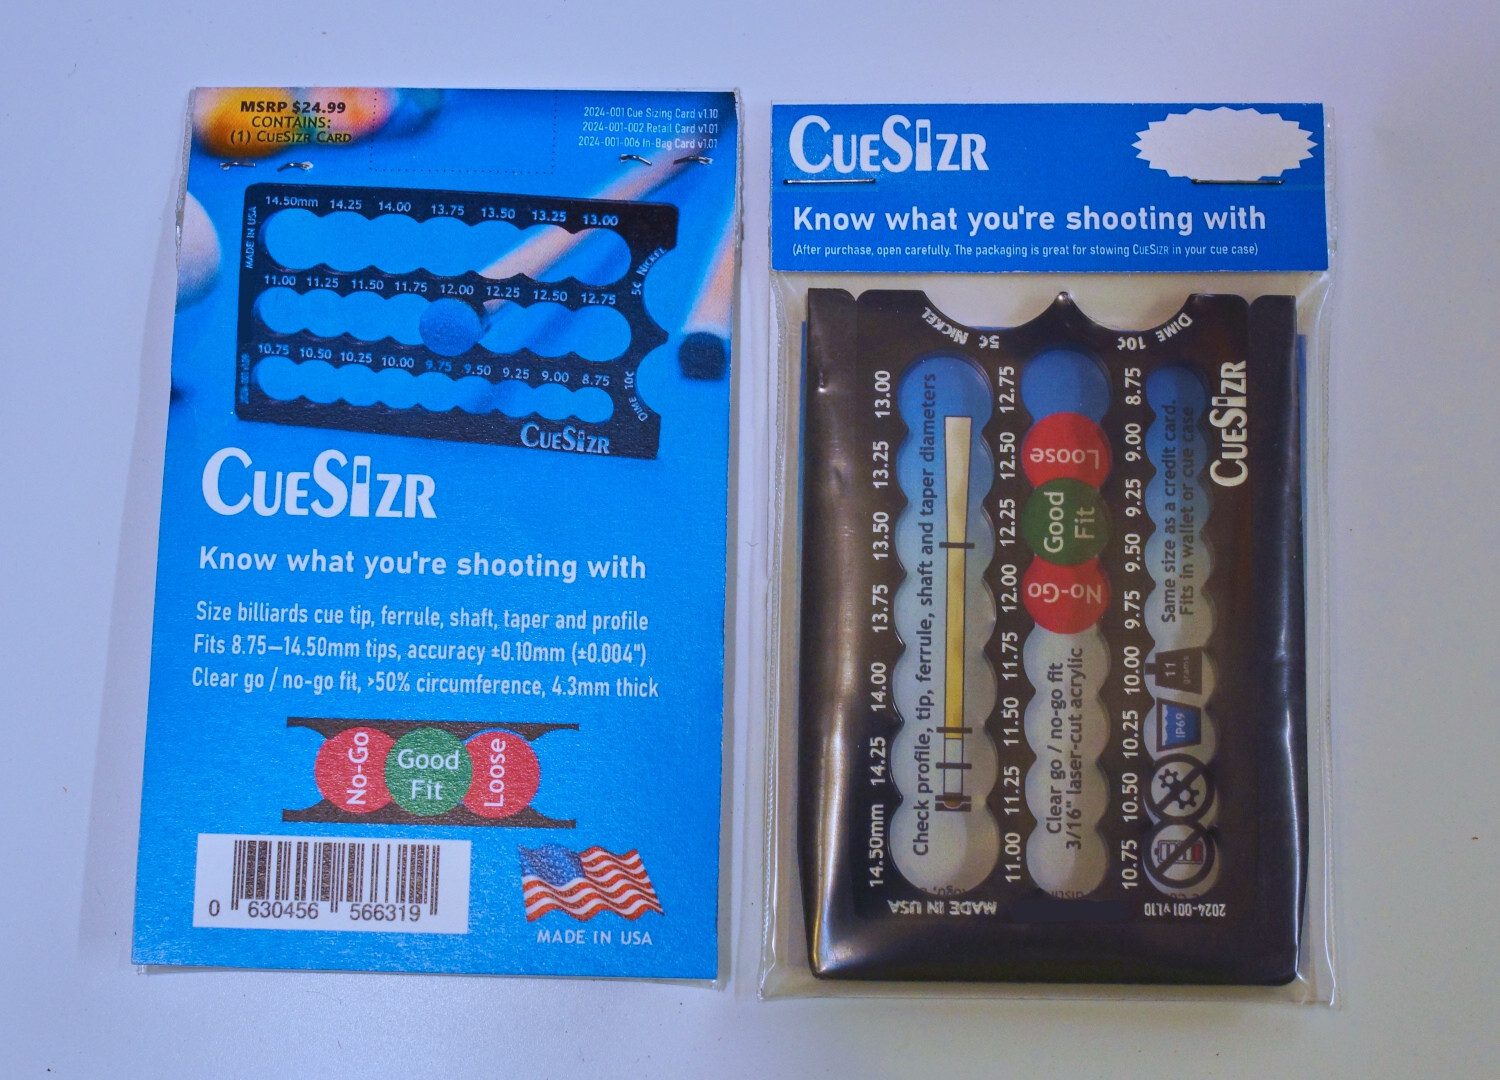 MSRP $24.99
CONTAINS:
(1) CUESIZR CARD
2024-001 Cue Sizing Card v1.10
2024-001-002 Retail Card v1.01
2024-001-006 In-Bag Card v1.01
14.50mm 14.25 14.00 13.75 13.50 13.25 13.00
MADE IN USA
5¢ NICKEL
11.00 11.25 11.50 11.75 12.00 12.25 12.50 12.75
10.75 10.50 10.25 10.00 9.75 9.50 9.25 9.00 8.75
DIME 10¢
CUESIZR
CUESIZR
Know what you're shooting with
Size billiards cue tip, ferrule, shaft, taper and profile
Fits 8.75–14.50mm tips, accuracy ±0.10mm (±0.004")
Clear go / no-go fit, >50% circumference, 4.3mm thick
No-Go
Good
Fit
Loose
0 630456 566319
MADE IN USA
CUESIZR
Know what you're shooting with
(After purchase, open carefully. The packaging is great for stowing CUESIZR in your cue case)
5¢ NICKEL
DIME 10¢
14.50mm 14.25 14.00 13.75 13.50 13.25 13.00
Check profile, tip, ferrule, shaft and taper diameters
11.00 11.25 11.50 11.75 12.00 12.25 12.50 12.75
Clear go / no-go fit
3/16" laser-cut acrylic
No-Go
Good
Fit
Loose
10.75 10.50 10.25 10.00 9.75 9.50 9.25 9.00 8.75
IP69
11
grams
Same size as a credit card.
Fits in wallet or cue case
CUESIZR
MADE IN USA
2024-001 v1.10